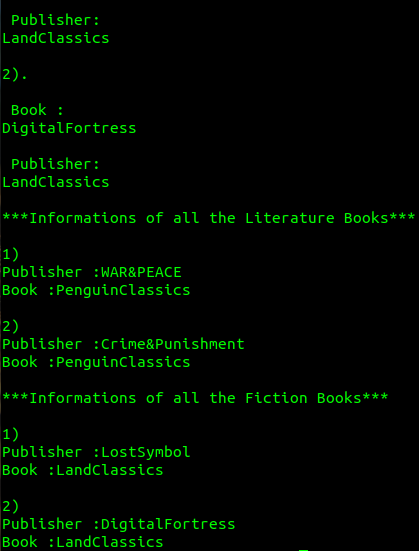 Publisher:
LandClassics
2).
Book :
DigitalFortress
Publisher:
LandClassics
***Informations of all the Literature Books***
1)
Publisher :WAR&PEACE
Book :PenguinClassics
2)
Publisher :Crime&Punishment
Book :PenguinClassics
***Informations of all the Fiction Books***
1)
Publisher :LostSymbol
Book :LandClassics
2)
Publisher :DigitalFortress
Book :LandClassics